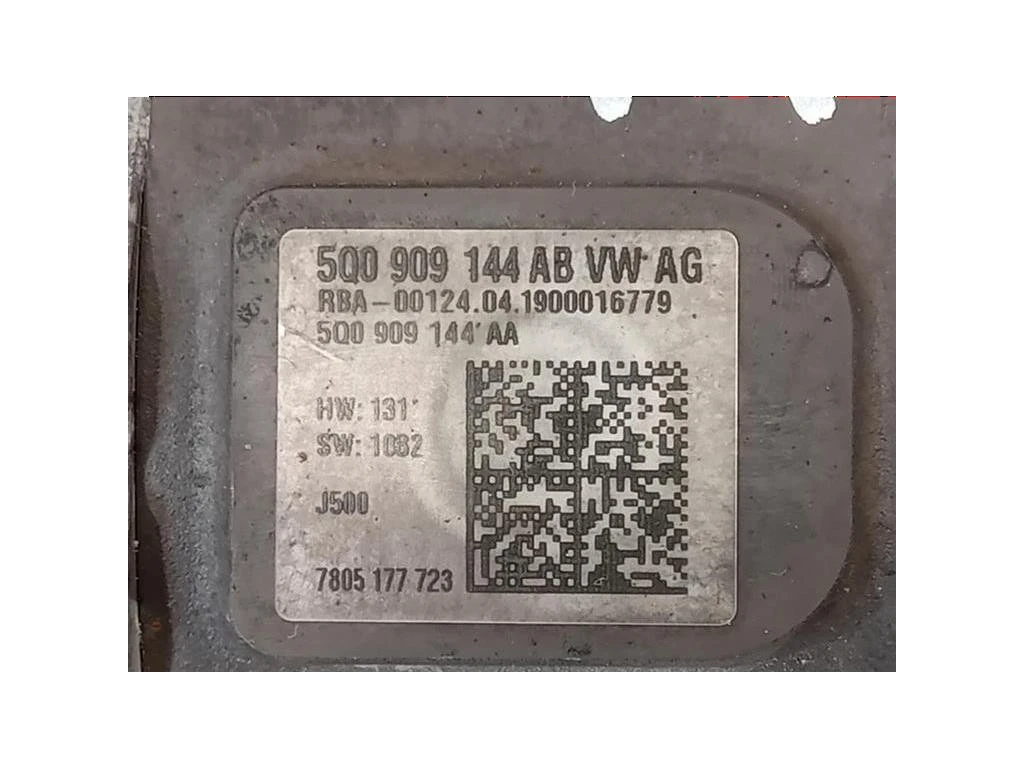 5Q0 909 144 AB VW AG
RBA-00124.04.1900016779
5Q0 909 144 AA
HW: 131
SW: 1082
J500
7805 177 723